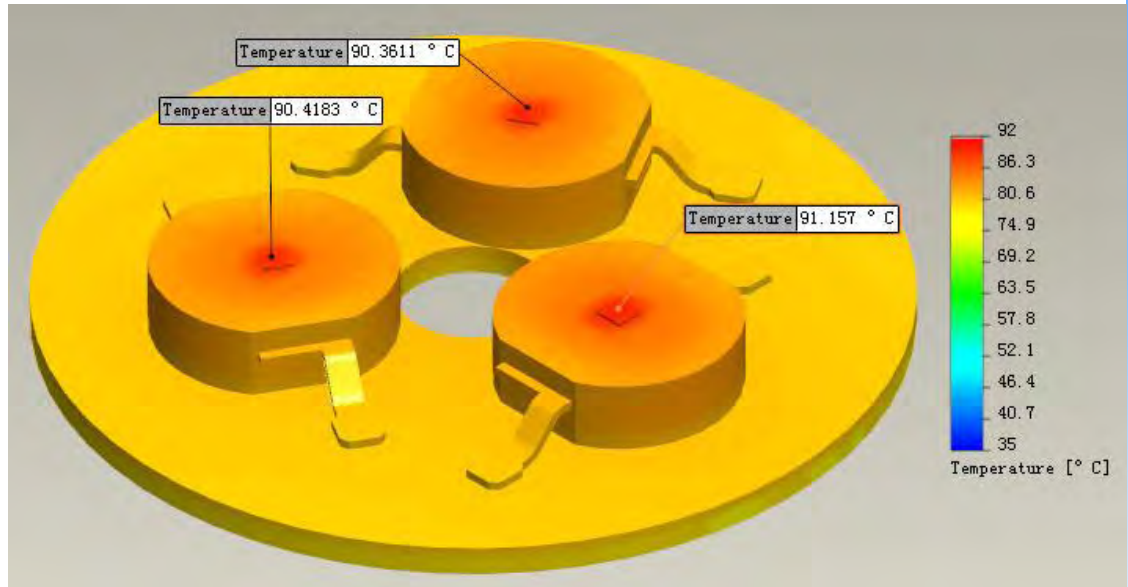 Temperature 90.3611 ° C
Temperature 90.4183 ° C
Temperature 91.157 ° C
92
86.3
80.6
74.9
69.2
63.5
57.8
52.1
46.4
40.7
35
Temperature [° C]